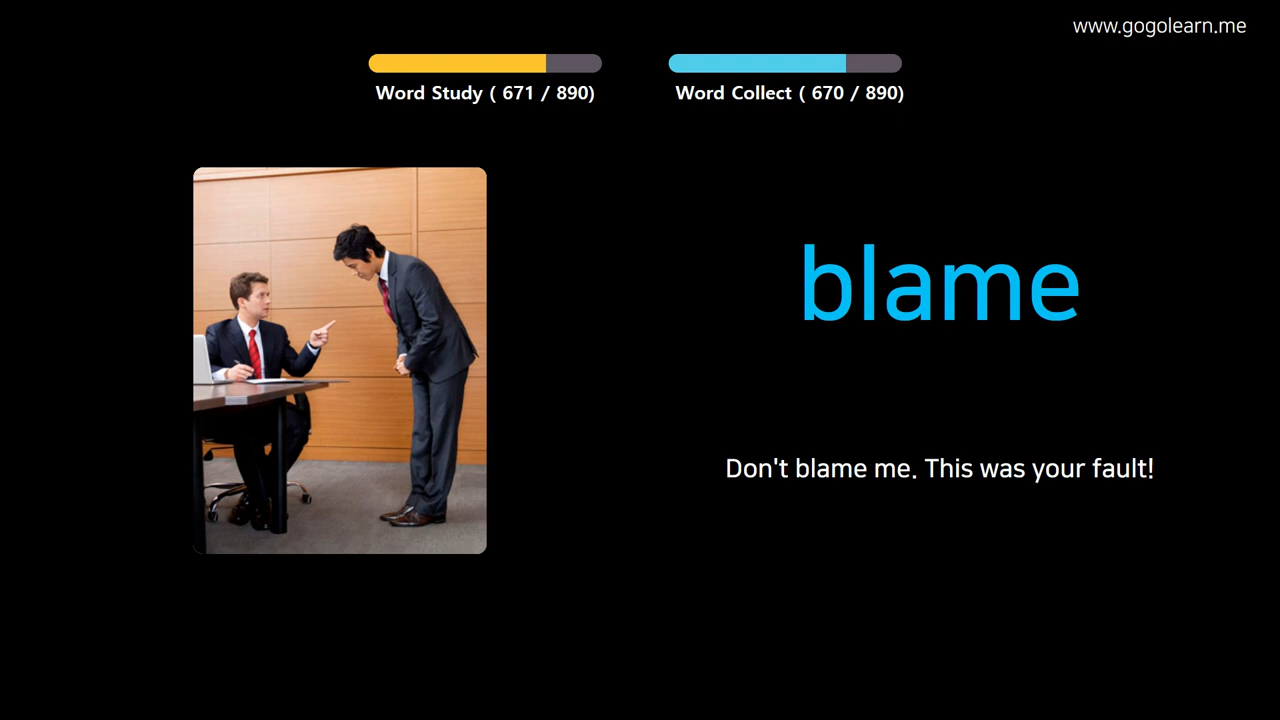 www.gogolearn.me
Word Study ( 671 / 890)
Word Collect ( 670 / 890)
blame
Don't blame me. This was your fault!